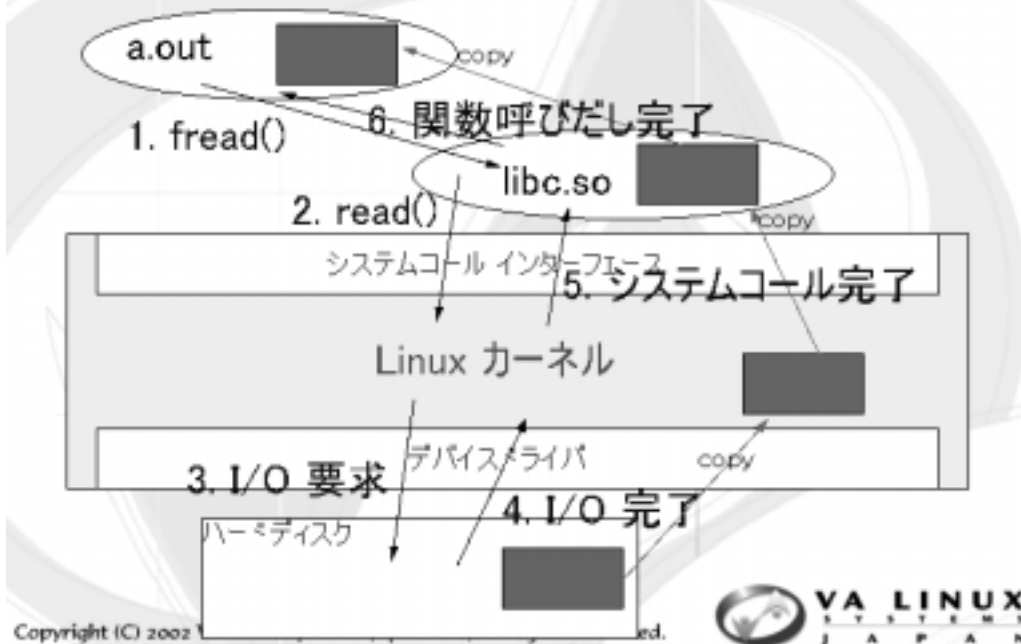 a.out
copy
1. fread()
6. 関数呼びだし完了
libc.so
2. read()
copy
システムコール インターフェース
5. システムコール完了
Linux カーネル
デバイスドライバ
copy
3. I/O 要求
4. I/O 完了
ハードディスク
Copyright (C) 2002
ed.
VA LINUX
SYSTEMS
JAPAN